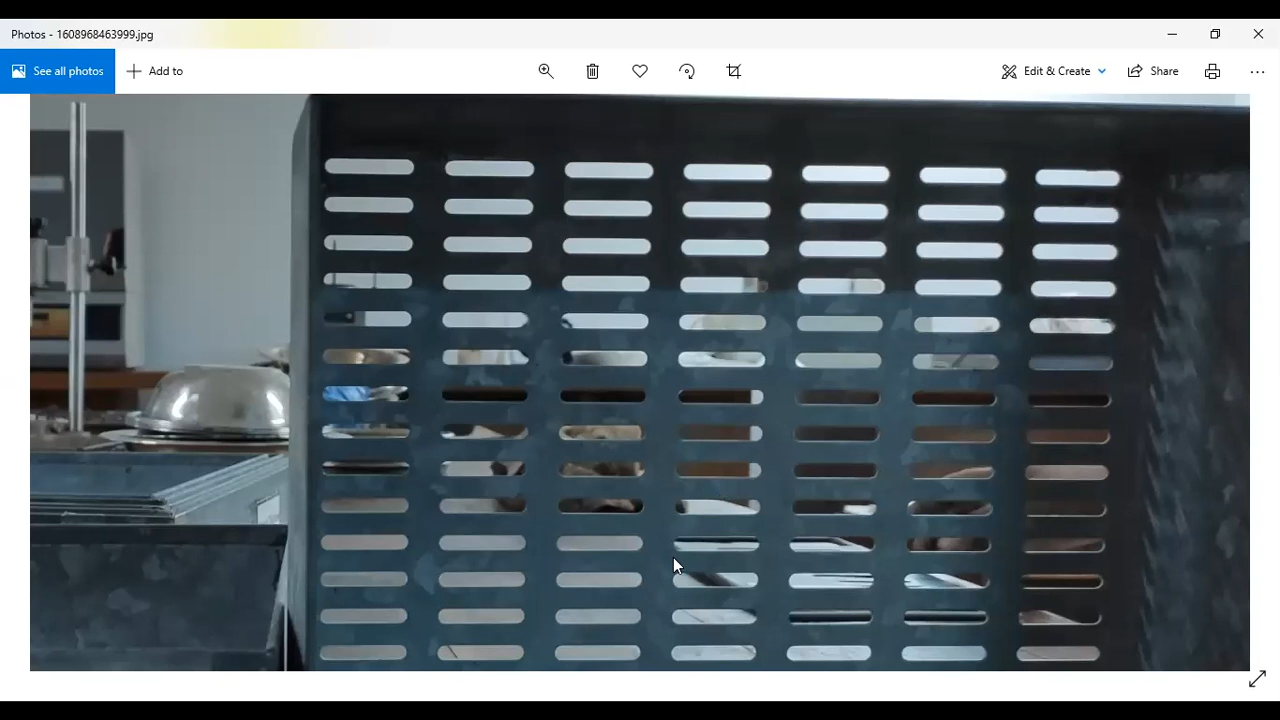 Photos - 1608968463999.jpg
See all photos
Add to
Edit & Create
Share